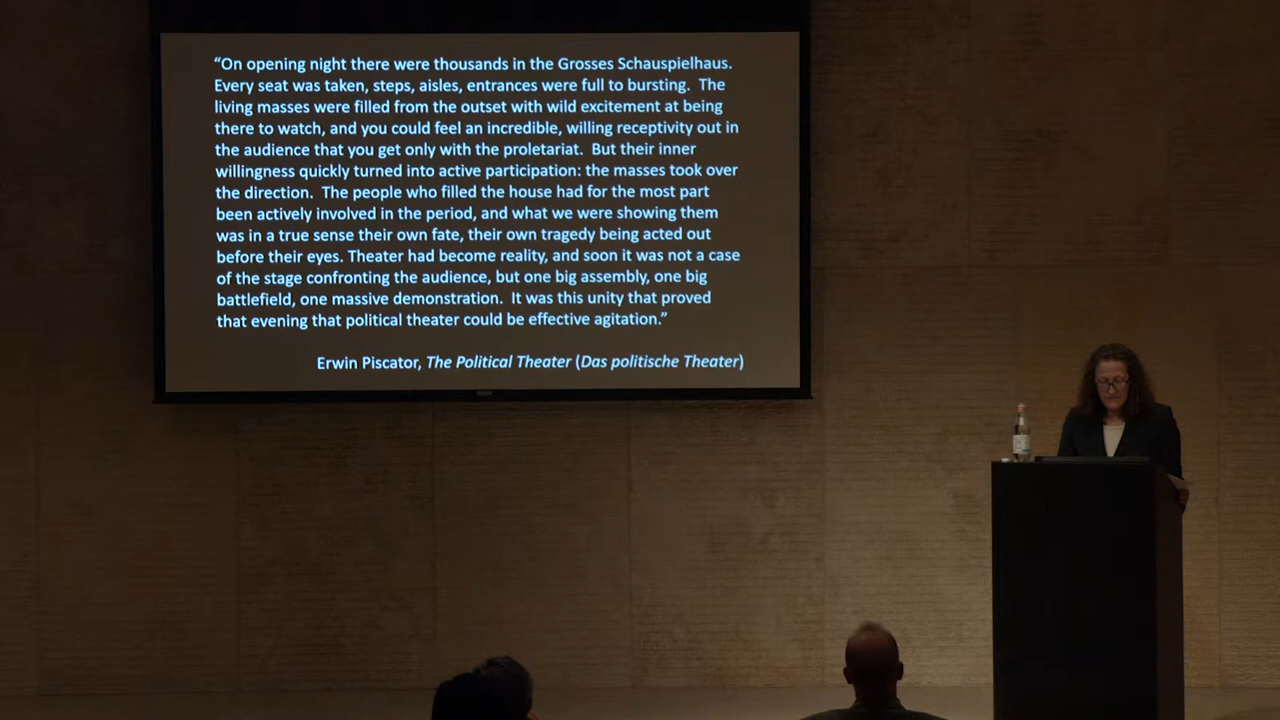 “On opening night there were thousands in the Grosses Schauspielhaus.
Every seat was taken, steps, aisles, entrances were full to bursting.  The
living masses were filled from the outset with wild excitement at being
there to watch, and you could feel an incredible, willing receptivity out in
the audience that you get only with the proletariat.  But their inner
willingness quickly turned into active participation: the masses took over
the direction.  The people who filled the house had for the most part
been actively involved in the period, and what we were showing them
was in a true sense their own fate, their own tragedy being acted out
before their eyes. Theater had become reality, and soon it was not a case
of the stage confronting the audience, but one big assembly, one big
battlefield, one massive demonstration.  It was this unity that proved
that evening that political theater could be effective agitation.”
Erwin Piscator, The Political Theater (Das politische Theater)